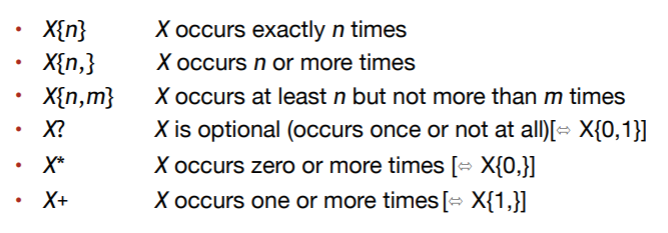 • X{n} X occurs exactly n times
• X{n,} X occurs n or more times
• X{n,m} X occurs at least n but not more than m times
• X? X is optional (occurs once or not at all)[⇔ X{0,1}]
• X* X occurs zero or more times [⇔ X{0,}]
• X+ X occurs one or more times[⇔ X{1,}]